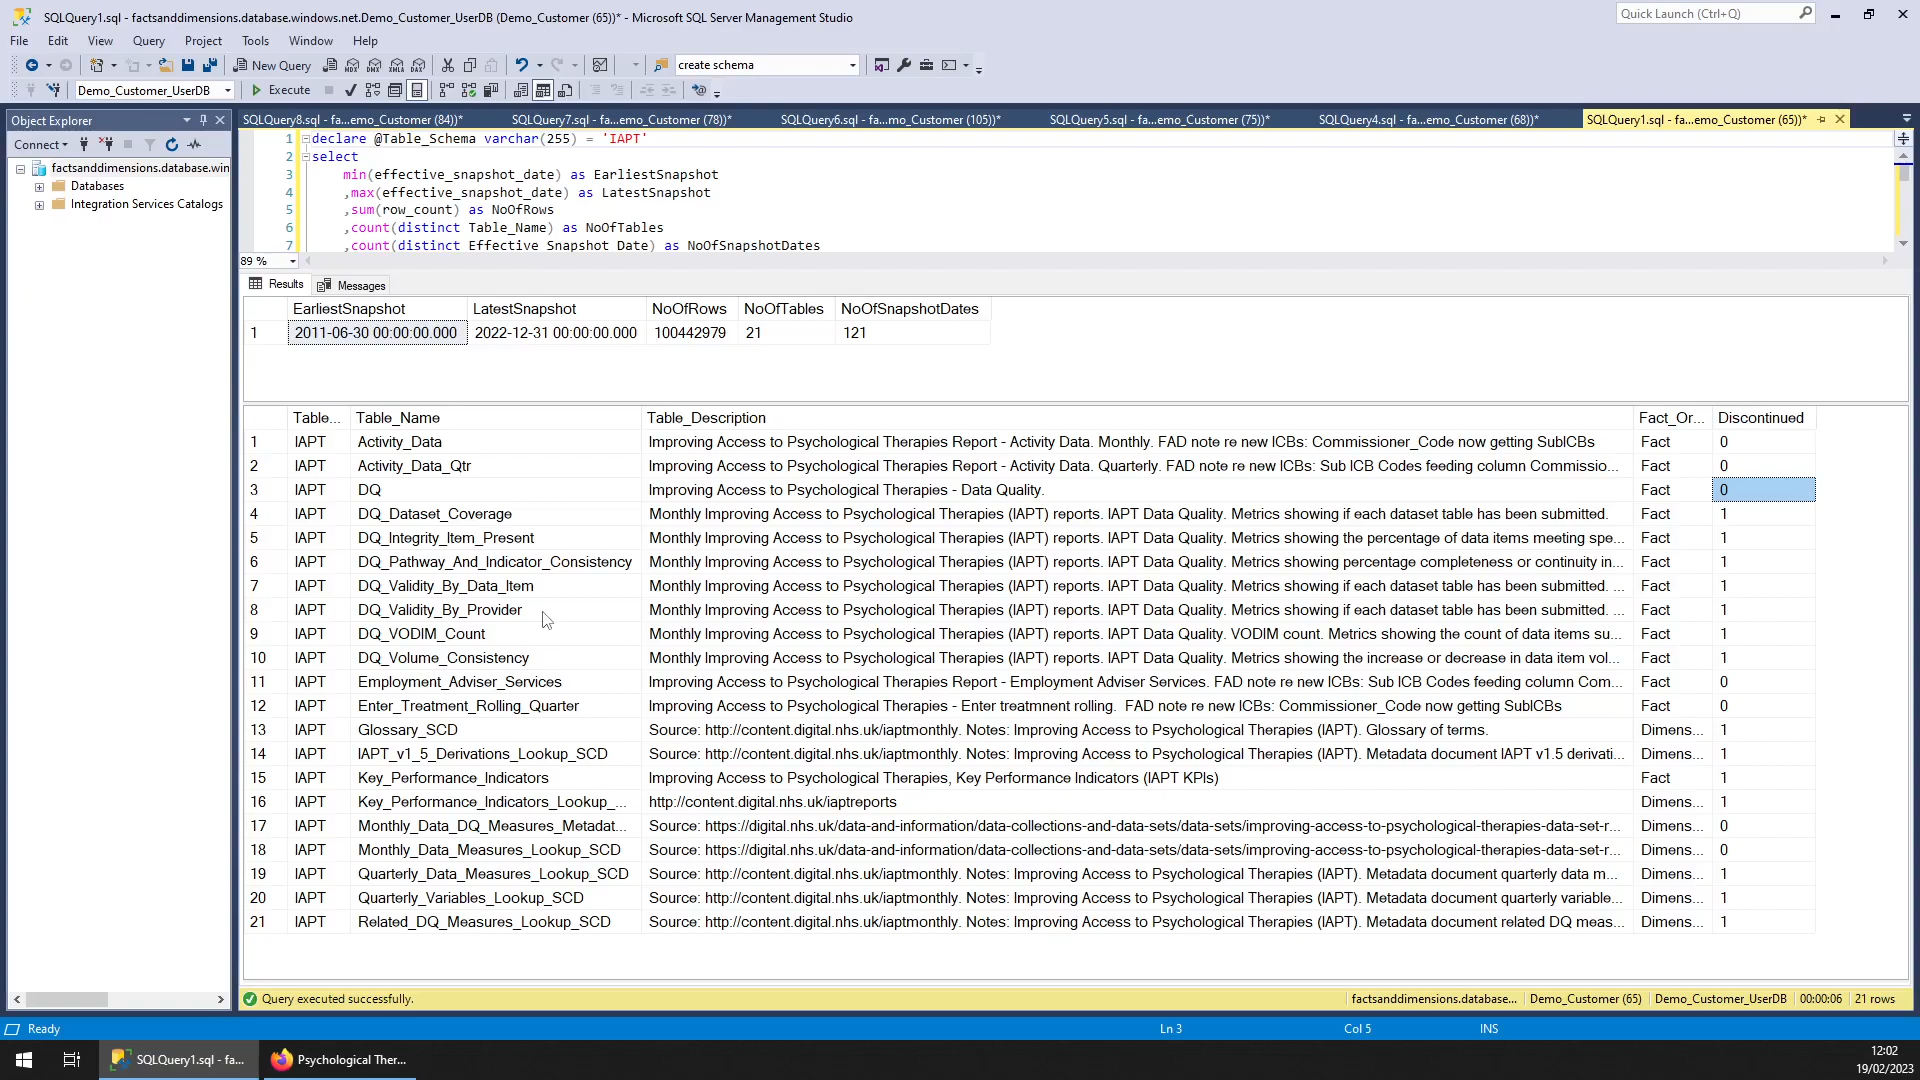 SQLQuery1.sql - factsanddimensions.database.windows.net.Demo_Customer_UserDB (Demo_Customer (65))* - Microsoft SQL Server Management Studio
Quick Launch (Ctrl+Q)
File Edit View Query Project Tools Window Help
New Query
create schema
Demo_Customer_UserDB
Execute
Object Explorer
Connect
factsanddimensions.database.win
Databases
Integration Services Catalogs
SQLQuery8.sql - fa...emo_Customer (84))* SQLQuery7.sql - fa...emo_Customer (78))* SQLQuery6.sql - fa...mo_Customer (105))* SQLQuery5.sql - fa...emo_Customer (75))* SQLQuery4.sql - fa...emo_Customer (68))* SQLQuery1.sql - fa...emo_Customer (65))*
1 declare @Table_Schema varchar(255) = 'IAPT'
2 select
3 min(effective_snapshot_date) as EarliestSnapshot
4 ,max(effective_snapshot_date) as LatestSnapshot
5 ,sum(row_count) as NoOfRows
6 ,count(distinct Table_Name) as NoOfTables
7 ,count(distinct Effective Snapshot Date) as NoOfSnapshotDates
89 %
Results Messages
EarliestSnapshot LatestSnapshot NoOfRows NoOfTables NoOfSnapshotDates
1 2011-06-30 00:00:00.000 2022-12-31 00:00:00.000 100442979 21 121
Table... Table_Name Table_Description Fact_Or... Discontinued
1 IAPT Activity_Data Improving Access to Psychological Therapies Report - Activity Data. Monthly. FAD note re new ICBs: Commissioner_Code now getting SubICBs Fact 0
2 IAPT Activity_Data_Qtr Improving Access to Psychological Therapies Report - Activity Data. Quarterly. FAD note re new ICBs: Sub ICB Codes feeding column Commissio... Fact 0
3 IAPT DQ Improving Access to Psychological Therapies - Data Quality. Fact 0
4 IAPT DQ_Dataset_Coverage Monthly Improving Access to Psychological Therapies (IAPT) reports. IAPT Data Quality. Metrics showing if each dataset table has been submitted. Fact 1
5 IAPT DQ_Integrity_Item_Present Monthly Improving Access to Psychological Therapies (IAPT) reports. IAPT Data Quality. Metrics showing the percentage of data items meeting spe... Fact 1
6 IAPT DQ_Pathway_And_Indicator_Consistency Monthly Improving Access to Psychological Therapies (IAPT) reports. IAPT Data Quality. Metrics showing percentage completeness or continuity in... Fact 1
7 IAPT DQ_Validity_By_Data_Item Monthly Improving Access to Psychological Therapies (IAPT) reports. IAPT Data Quality. Metrics showing if each dataset table has been submitted. ... Fact 1
8 IAPT DQ_Validity_By_Provider Monthly Improving Access to Psychological Therapies (IAPT) reports. IAPT Data Quality. Metrics showing if each dataset table has been submitted. ... Fact 1
9 IAPT DQ_VODIM_Count Monthly Improving Access to Psychological Therapies (IAPT) reports. IAPT Data Quality. VODIM count. Metrics showing the count of data items su... Fact 1
10 IAPT DQ_Volume_Consistency Monthly Improving Access to Psychological Therapies (IAPT) reports. IAPT Data Quality. Metrics showing the increase or decrease in data item vol... Fact 1
11 IAPT Employment_Adviser_Services Improving Access to Psychological Therapies Report - Employment Adviser Services. FAD note re new ICBs: Sub ICB Codes feeding column Com... Fact 0
12 IAPT Enter_Treatment_Rolling_Quarter Improving Access to Psychological Therapies - Enter treatmnent rolling. FAD note re new ICBs: Commissioner_Code now getting SubICBs Fact 0
13 IAPT Glossary_SCD Source: http://content.digital.nhs.uk/iaptmonthly. Notes: Improving Access to Psychological Therapies (IAPT). Glossary of terms. Dimens... 1
14 IAPT IAPT_v1_5_Derivations_Lookup_SCD Source: http://content.digital.nhs.uk/iaptmonthly. Notes: Improving Access to Psychological Therapies (IAPT). Metadata document IAPT v1.5 derivati... Dimens... 1
15 IAPT Key_Performance_Indicators Improving Access to Psychological Therapies, Key Performance Indicators (IAPT KPIs) Fact 1
16 IAPT Key_Performance_Indicators_Lookup_... http://content.digital.nhs.uk/iaptreports Dimens... 1
17 IAPT Monthly_Data_DQ_Measures_Metadat... Source: https://digital.nhs.uk/data-and-information/data-collections-and-data-sets/data-sets/improving-access-to-psychological-therapies-data-set-r... Dimens... 0
18 IAPT Monthly_Data_Measures_Lookup_SCD Source: https://digital.nhs.uk/data-and-information/data-collections-and-data-sets/data-sets/improving-access-to-psychological-therapies-data-set-r... Dimens... 0
19 IAPT Quarterly_Data_Measures_Lookup_SCD Source: http://content.digital.nhs.uk/iaptmonthly. Notes: Improving Access to Psychological Therapies (IAPT). Metadata document quarterly data m... Dimens... 1
20 IAPT Quarterly_Variables_Lookup_SCD Source: http://content.digital.nhs.uk/iaptmonthly. Notes: Improving Access to Psychological Therapies (IAPT). Metadata document quarterly variable... Dimens... 1
21 IAPT Related_DQ_Measures_Lookup_SCD Source: http://content.digital.nhs.uk/iaptmonthly. Notes: Improving Access to Psychological Therapies (IAPT). Metadata document related DQ meas... Dimens... 1
Query executed successfully. factsanddimensions.database... Demo_Customer (65) Demo_Customer_UserDB 00:00:06 21 rows
Ready Ln 3 Col 5 INS
SQLQuery1.sql - fa... Psychological Ther... 12:02
19/02/2023